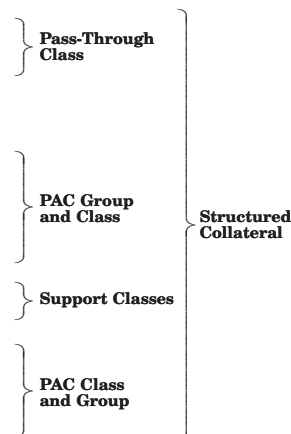 Pass-Through
Class
PAC Group
and Class
Structured
Collateral
Support Classes
PAC Class
and Group